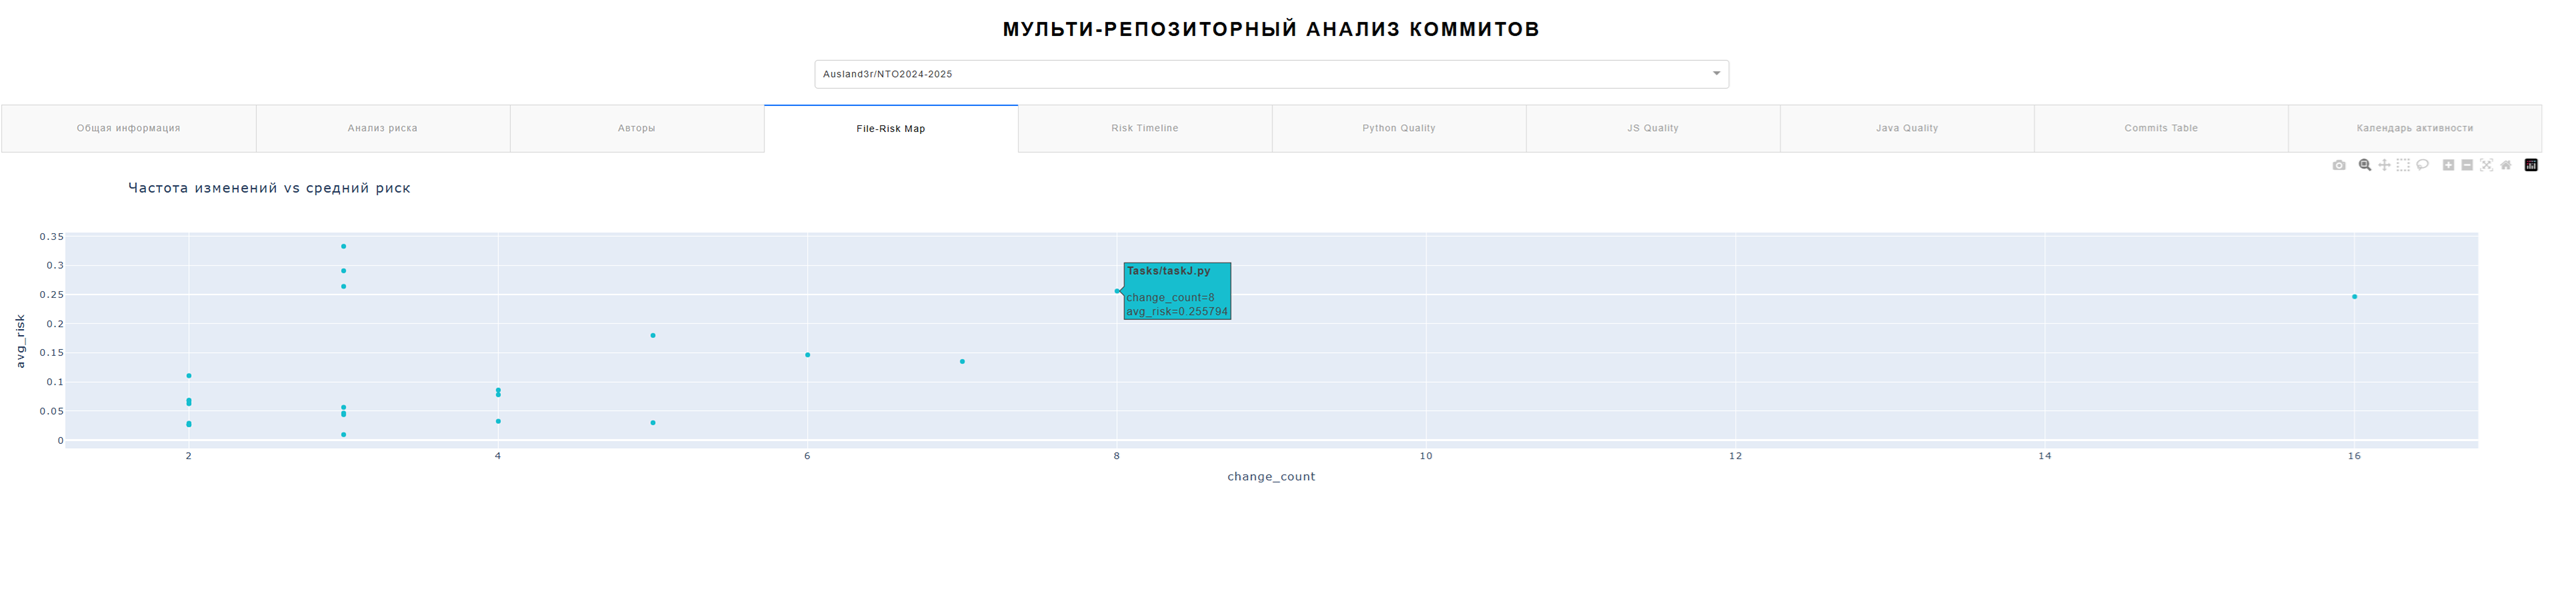 МУЛЬТИ-РЕПОЗИТОРНЫЙ АНАЛИЗ КОММИТОВ
Ausland3r/NTO2024-2025
Общая информация
Анализ риска
Авторы
File-Risk Map
Risk Timeline
Python Quality
JS Quality
Java Quality
Commits Table
Календарь активности
Частота изменений vs средний риск
0.35
0.3
0.25
0.2
0.15
0.1
0.05
0
avg_risk
Tasks/taskJ.py
change_count=8
avg_risk=0.255794
2
4
6
8
10
12
14
16
change_count